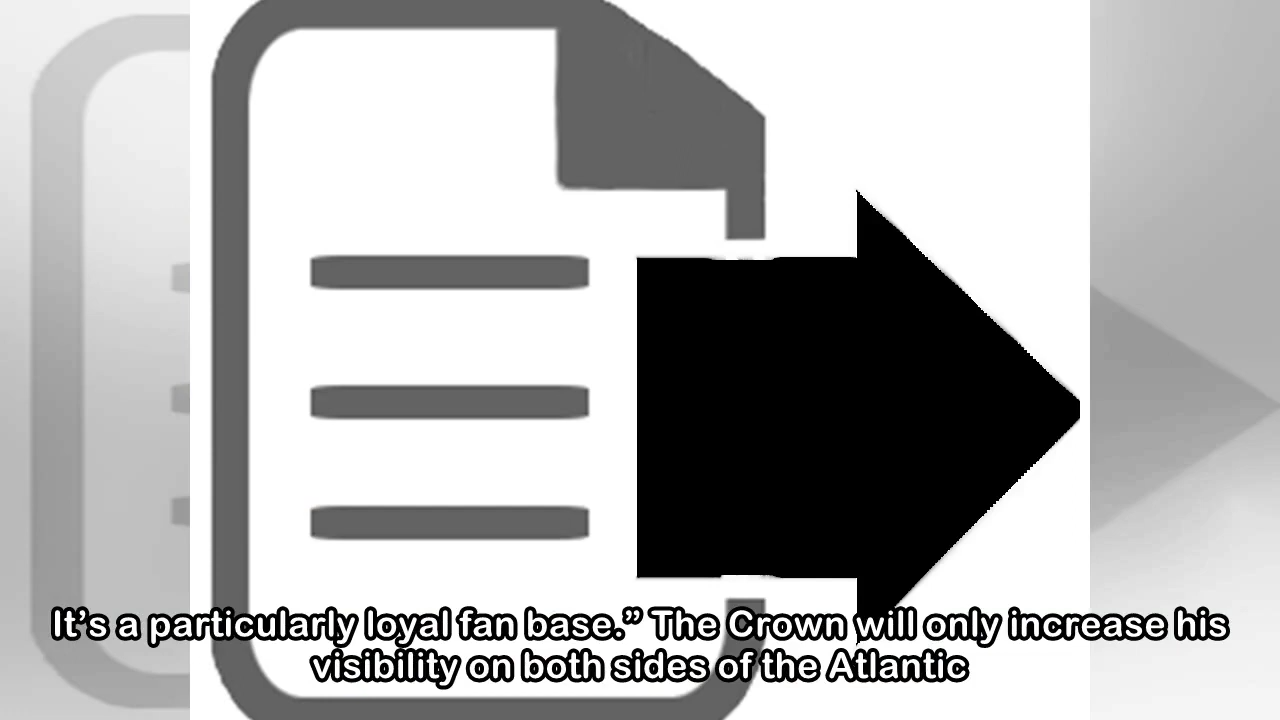 It’s a particularly loyal fan base.” The Crown will only increase his
visibility on both sides of the Atlantic